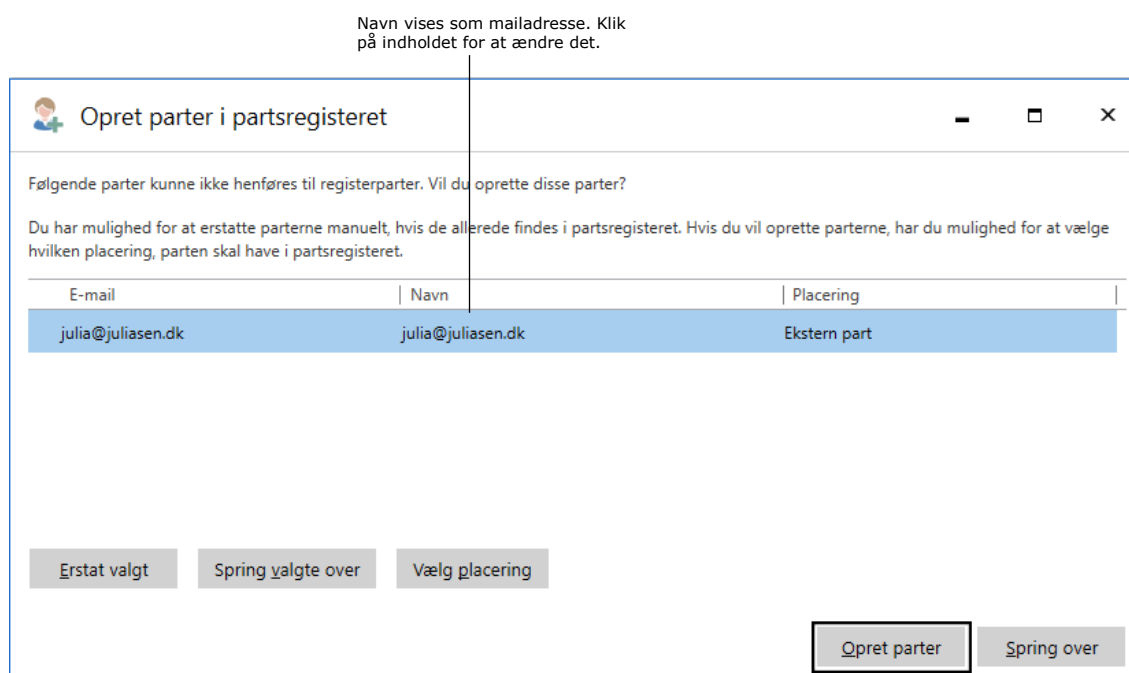 Navn vises som mailadresse. Klik
på indholdet for at ændre det.
Opret parter i partsregisteret
Følgende parter kunne ikke henføres til registerparter. Vil du oprette disse parter?
Du har mulighed for at erstatte parterne manuelt, hvis de allerede findes i partsregisteret. Hvis du vil oprette parterne, har du mulighed for at vælge
hvilken placering, parten skal have i partsregisteret.
E-mail Navn Placering
julia@juliasen.dk julia@juliasen.dk Ekstern part
Erstat valgt Spring valgte over Vælg placering
Opret parter Spring over